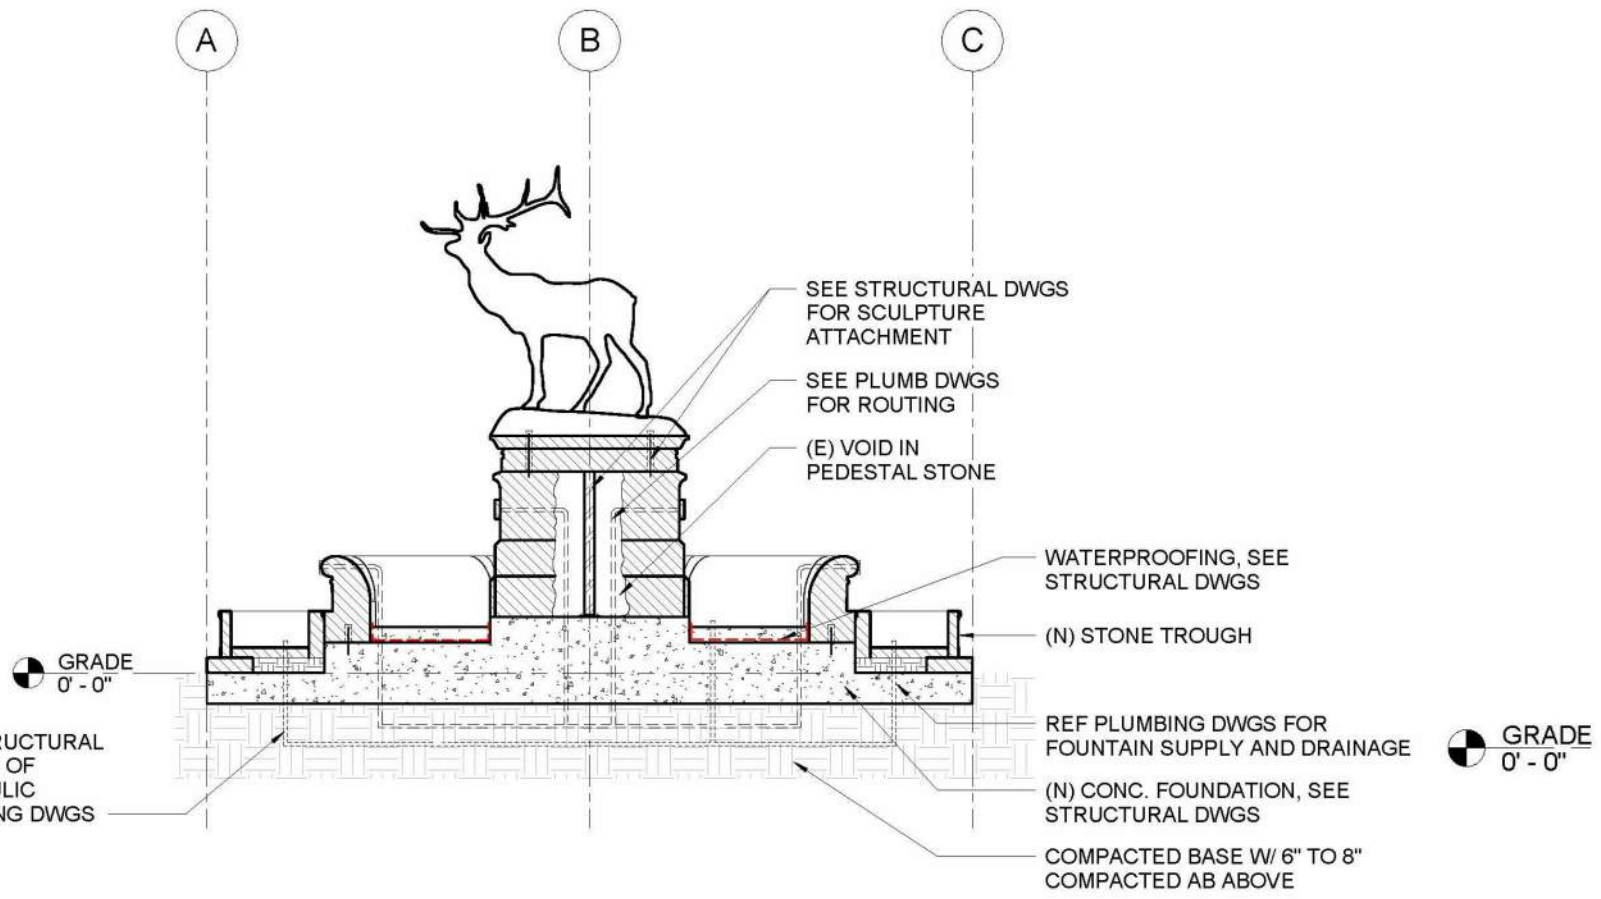 A
B
C
SEE STRUCTURAL DWGS
FOR SCULPTURE
ATTACHMENT
SEE PLUMB DWGS
FOR ROUTING
(E) VOID IN
PEDESTAL STONE
WATERPROOFING, SEE
STRUCTURAL DWGS
(N) STONE TROUGH
GRADE
0' - 0"
RUCTURAL
OF
ULIC
NG DWGS
REF PLUMBING DWGS FOR
FOUNTAIN SUPPLY AND DRAINAGE
GRADE
0' - 0"
(N) CONC. FOUNDATION, SEE
STRUCTURAL DWGS
COMPACTED BASE W/ 6" TO 8"
COMPACTED AB ABOVE